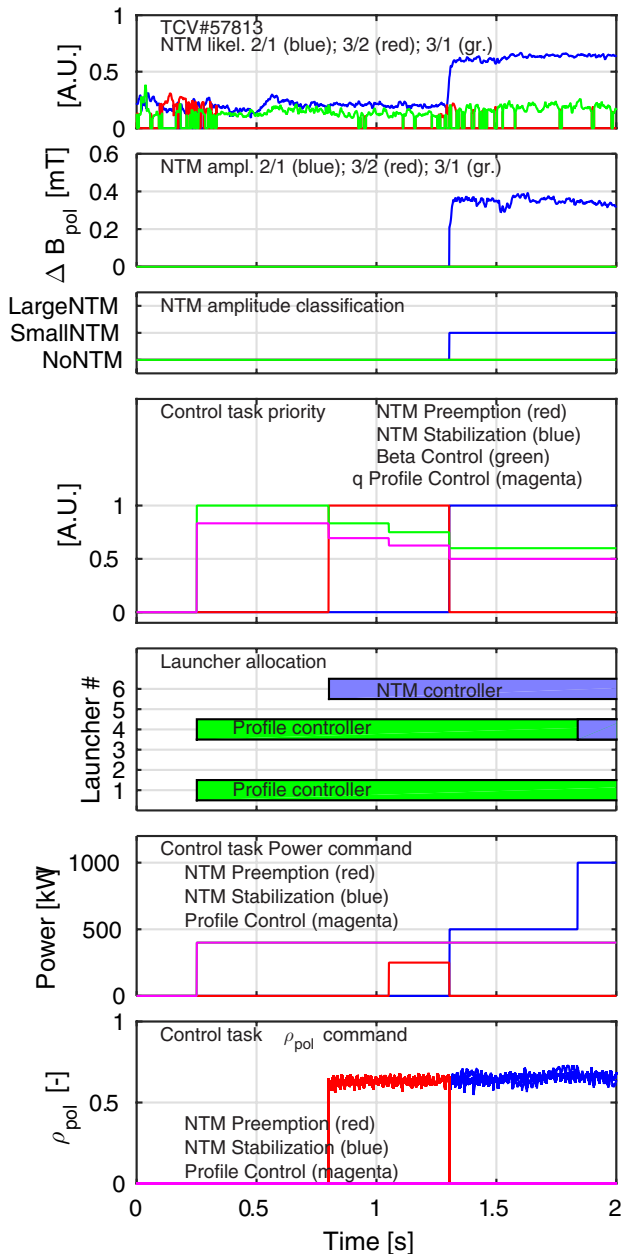 TCV#57813
NTM likel. 2/1 (blue); 3/2 (red); 3/1 (gr.)
[A.U.]
1
0.5
0
NTM ampl. 2/1 (blue); 3/2 (red); 3/1 (gr.)
Δ B_pol [mT]
0.6
0.4
0.2
0
NTM amplitude classification
LargeNTM
SmallNTM
NoNTM
Control task priority
NTM Preemption (red)
NTM Stabilization (blue)
Beta Control (green)
q Profile Control (magenta)
[A.U.]
1
0.5
0
Launcher allocation
Launcher #
6
5
4
3
2
1
NTM controller
Profile controller
Profile controller
Control task Power command
NTM Preemption (red)
NTM Stabilization (blue)
Profile Control (magenta)
Power [kW]
1000
500
0
Control task ρ_pol command
ρ_pol [-]
1
0.5
0
NTM Preemption (red)
NTM Stabilization (blue)
Profile Control (magenta)
0 0.5 1 1.5 2
Time [s]